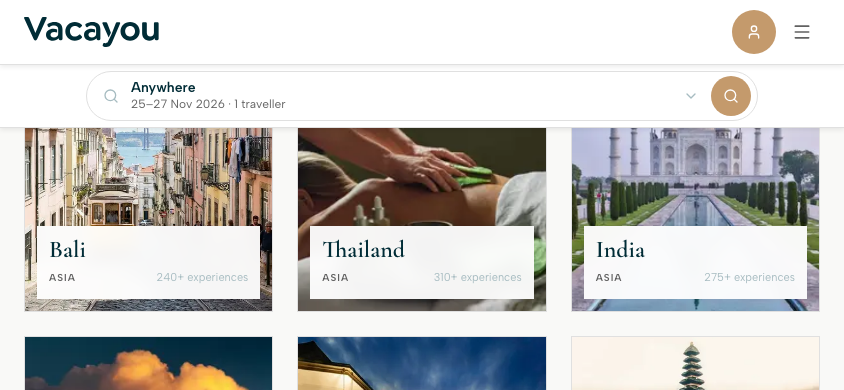 Vacayou
Anywhere
25–27 Nov 2026 · 1 traveller
Bali
ASIA
240+ experiences
Thailand
ASIA
310+ experiences
India
ASIA
275+ experiences